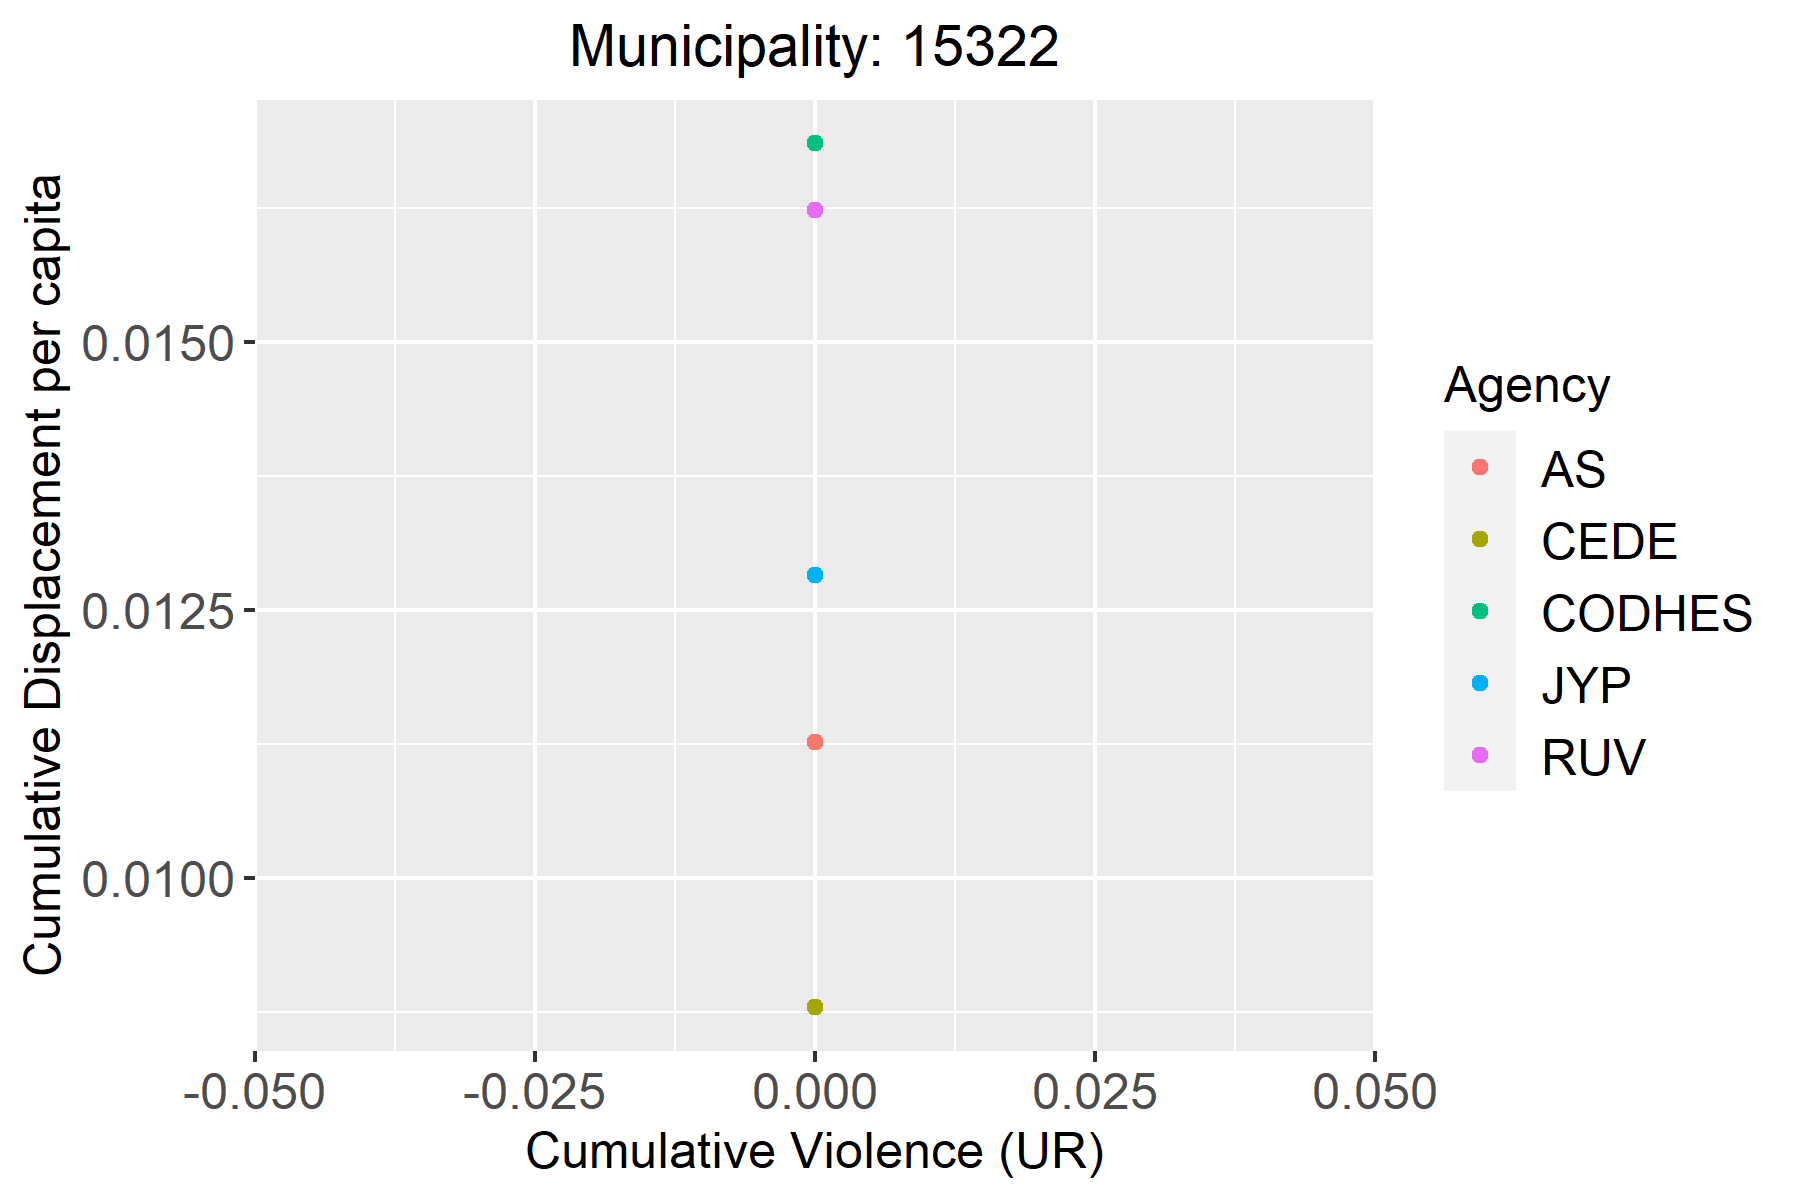 Municipality: 15322
Cumulative Displacement per capita
0.0150
0.0125
0.0100
-0.050
-0.025
0.000
0.025
0.050
Cumulative Violence (UR)
Agency
AS
CEDE
CODHES
JYP
RUV